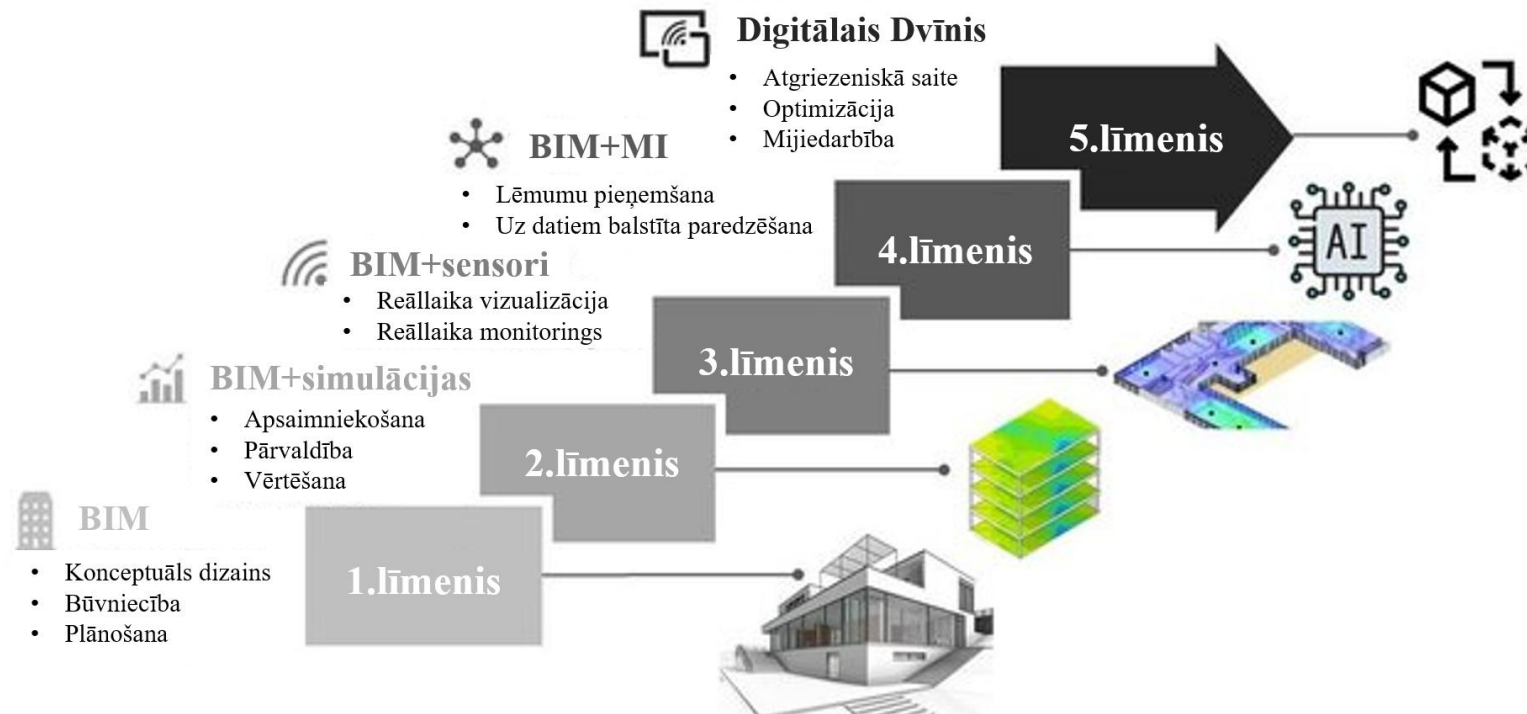 Digitālais Dvīnis
• Atgriezeniskā saite
• Optimizācija
• Mijiedarbība
5.līmenis
BIM+MI
• Lēmumu pieņemšana
• Uz datiem balstīta paredzēšana
4.līmenis
AI
BIM+sensori
• Reāllaika vizualizācija
• Reāllaika monitorings
3.līmenis
BIM+simulācijas
• Apsaimniekošana
• Pārvaldība
• Vērtēšana
2.līmenis
BIM
• Konceptuāls dizains
• Būvniecība
• Plānošana
1.līmenis